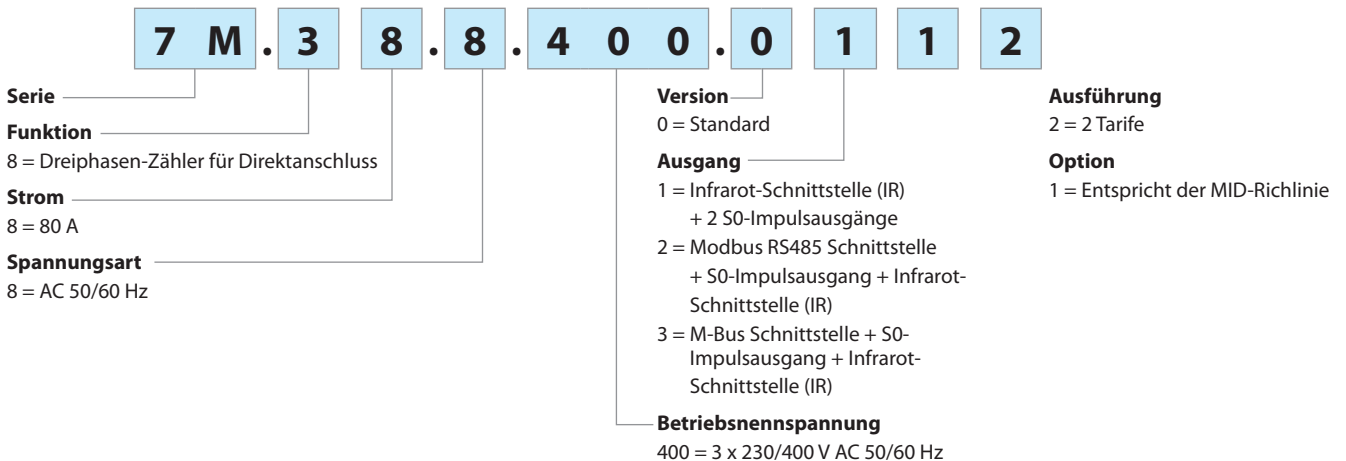 7 M . 3 8 . 8 . 4 0 0 . 0 1 1 2
Serie
Funktion
8 = Dreiphasen-Zähler für Direktanschluss
Strom
8 = 80 A
Spannungsart
8 = AC 50/60 Hz
Version
0 = Standard
Ausgang
1 = Infrarot-Schnittstelle (IR)
+ 2 S0-Impulsausgänge
2 = Modbus RS485 Schnittstelle
+ S0-Impulsausgang + Infrarot-
Schnittstelle (IR)
3 = M-Bus Schnittstelle + S0-
Impulsausgang + Infrarot-
Schnittstelle (IR)
Betriebsnennspannung
400 = 3 x 230/400 V AC 50/60 Hz
Ausführung
2 = 2 Tarife
Option
1 = Entspricht der MID-Richlinie